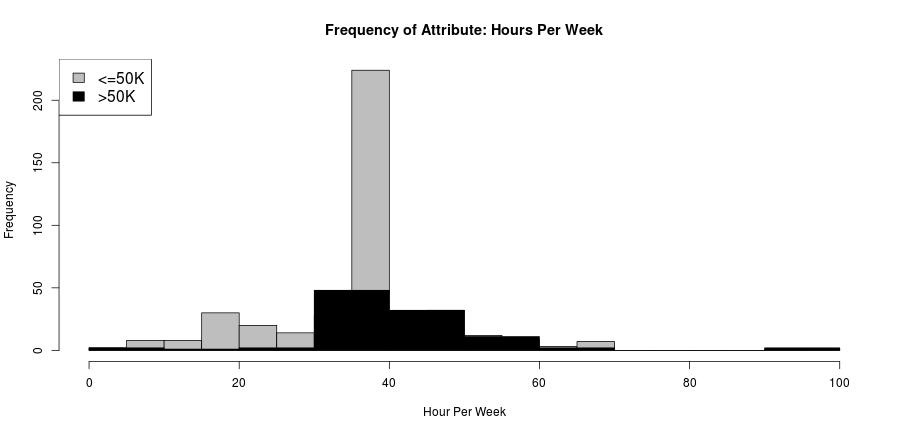 Frequency of Attribute: Hours Per Week
<=50K
>50K
Frequency
200
150
100
50
0
0 20 40 60 80 100
Hour Per Week